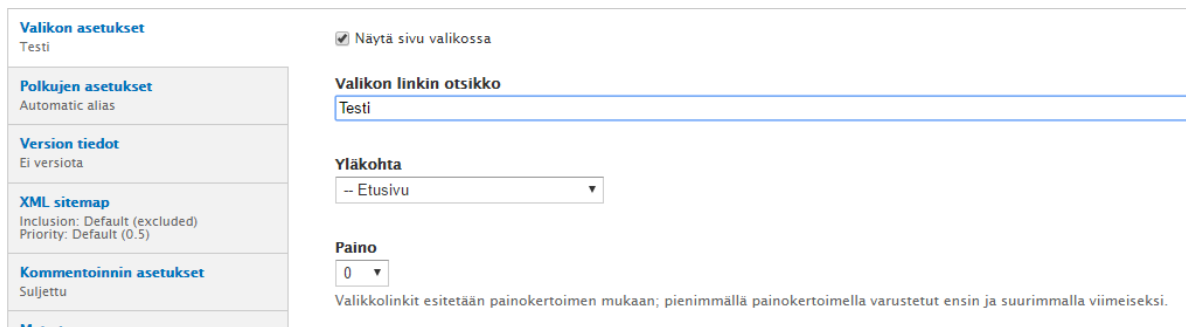 Valikon asetukset
Testi
Polkujen asetukset
Automatic alias
Version tiedot
Ei versiota
XML sitemap
Inclusion: Default (excluded)
Priority: Default (0.5)
Kommentoinnin asetukset
Suljettu
Näytä sivu valikossa
Valikon linkin otsikko
Testi
Yläkohta
-- Etusivu
Paino
0
Valikkolinkit esitetään painokertoimen mukaan; pienimmällä painokertoimella varustetut ensin ja suurimmalla viimeiseksi.